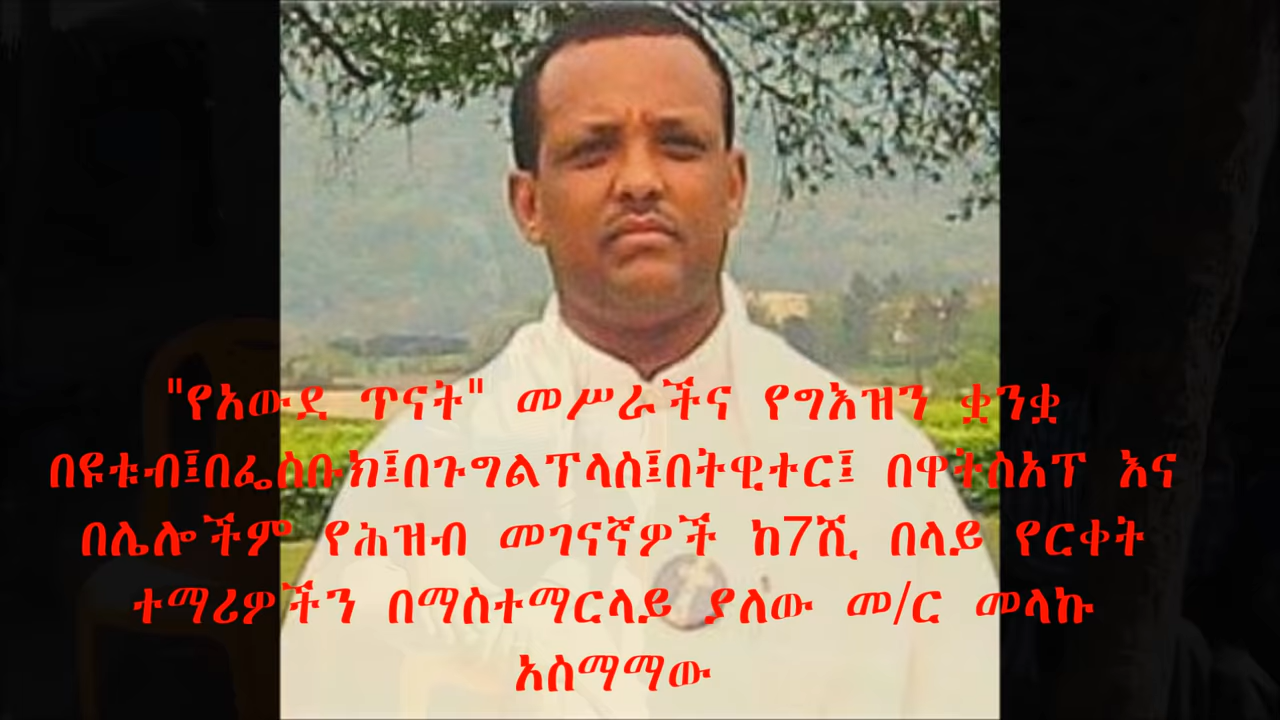 "የአውደ ጥናት" መሥራችና የግእዝን ቋንቋ
በዩቱብ፤በፌስቡክ፤በጉግልፕላስ፤በትዊተር፤ በዋትስአፕ እና
በሌሎችም የሕዝብ መገናኛዎች ከ7ሺ በላይ የርቀት
ተማሪዎችን በማስተማርላይ ያለው መ/ር መላኩ
አስማማው